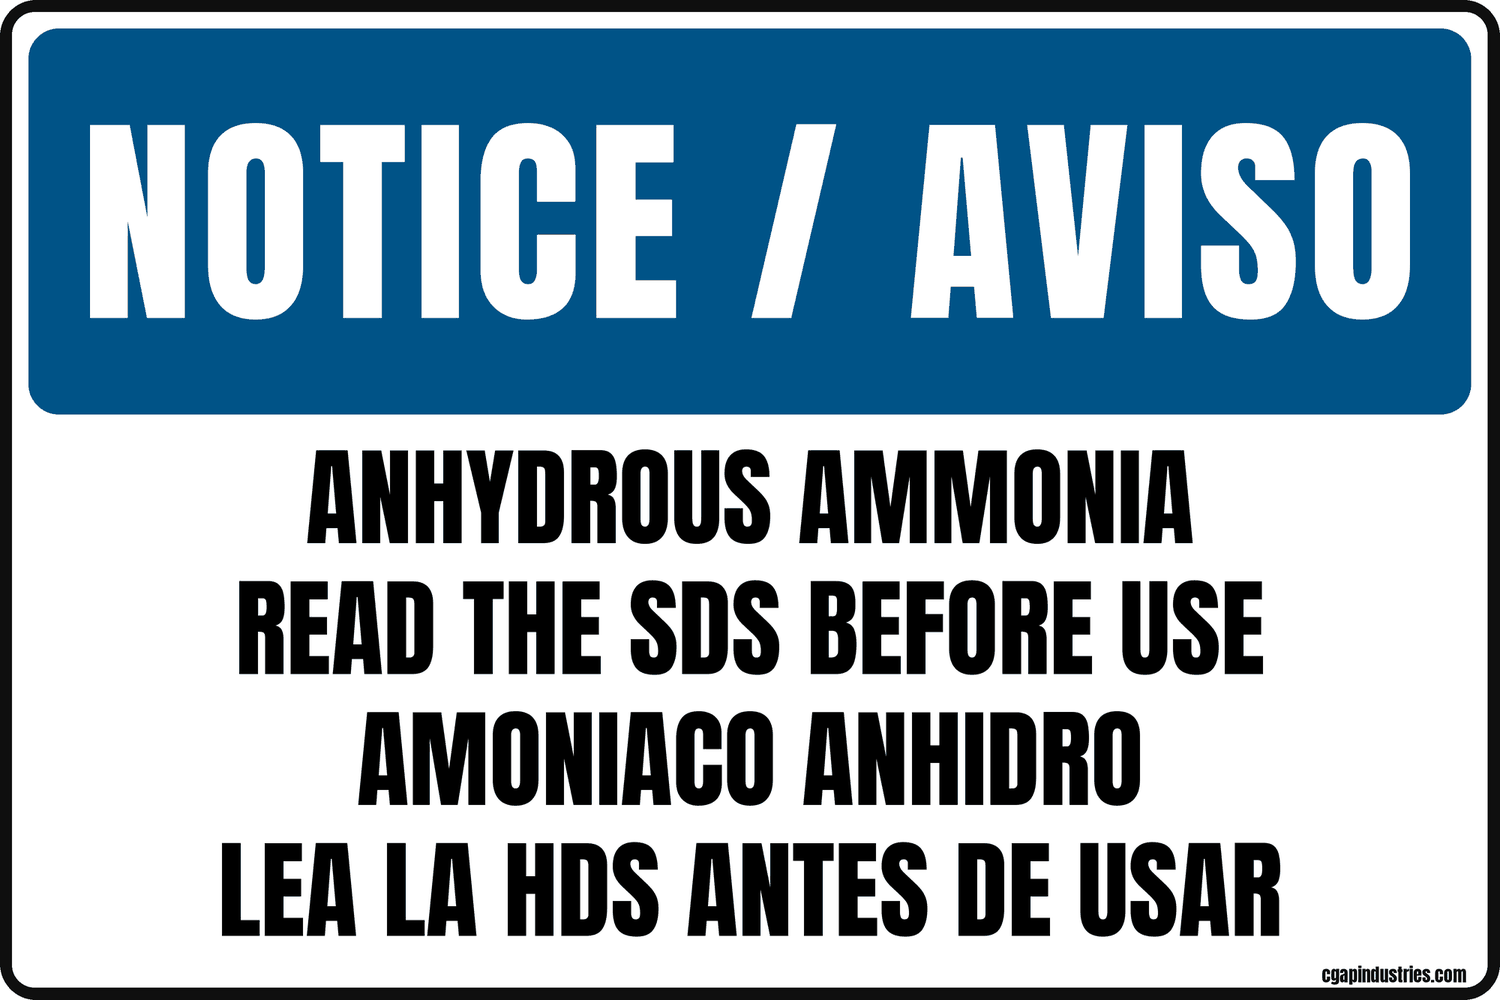 NOTICE / AVISO
ANHYDROUS AMMONIA
READ THE SDS BEFORE USE
AMONIACO ANHIDRO
LEA LA HDS ANTES DE USAR
cgapindustries.com